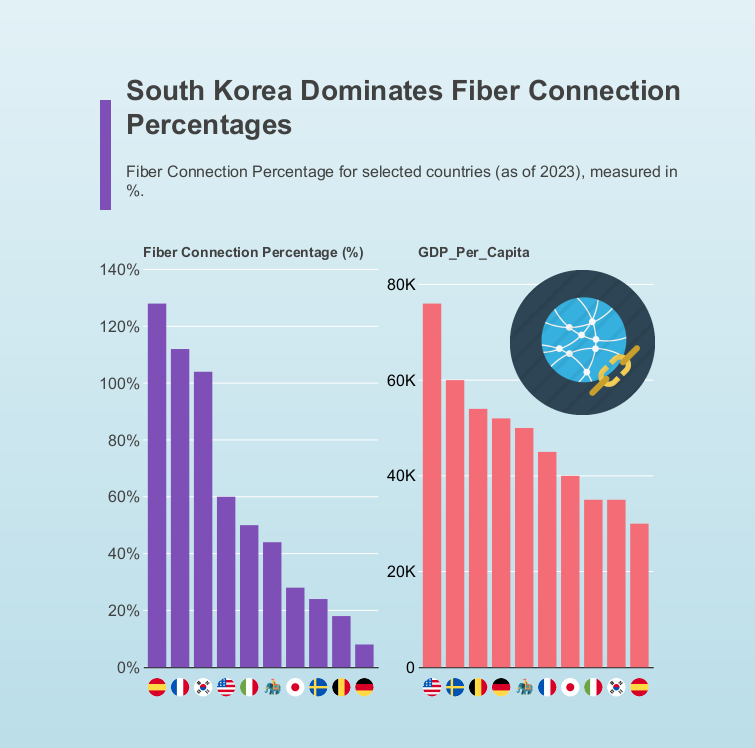 South Korea Dominates Fiber Connection
Percentages
Fiber Connection Percentage for selected countries (as of 2023), measured in
%.
Fiber Connection Percentage (%)
140%
120%
100%
80%
60%
40%
20%
0%
GDP_Per_Capita
80K
60K
40K
20K
0